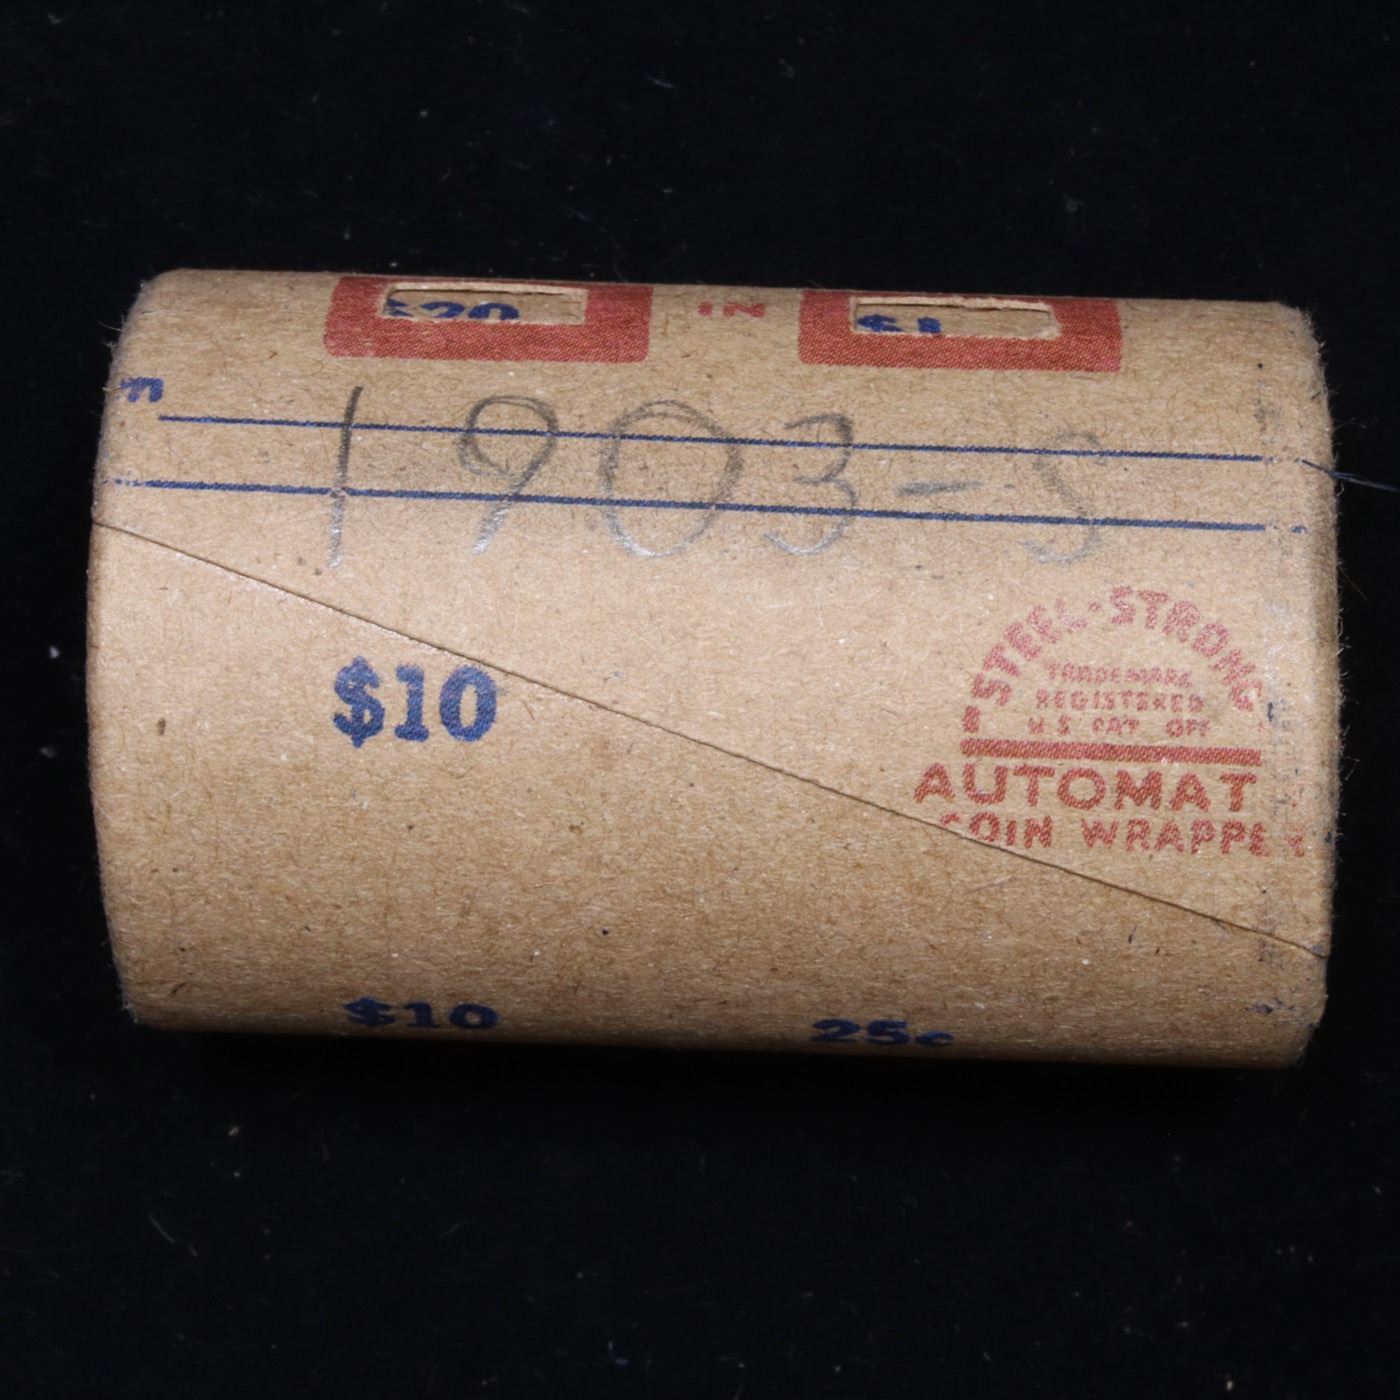 $20 IN $1
1903-S
$10
STEEL-STRONG
TRADEMARK
REGISTERED
U.S. PAT. OFF.
AUTOMAT
COIN WRAPPER
$10 25c